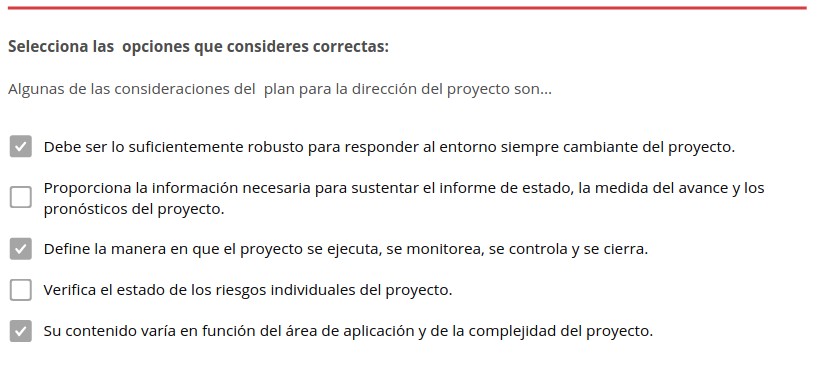 Selecciona las opciones que consideres correctas:
Algunas de las consideraciones del plan para la dirección del proyecto son...
Debe ser lo suficientemente robusto para responder al entorno siempre cambiante del proyecto.
Proporciona la información necesaria para sustentar el informe de estado, la medida del avance y los
pronósticos del proyecto.
Define la manera en que el proyecto se ejecuta, se monitorea, se controla y se cierra.
Verifica el estado de los riesgos individuales del proyecto.
Su contenido varía en función del área de aplicación y de la complejidad del proyecto.